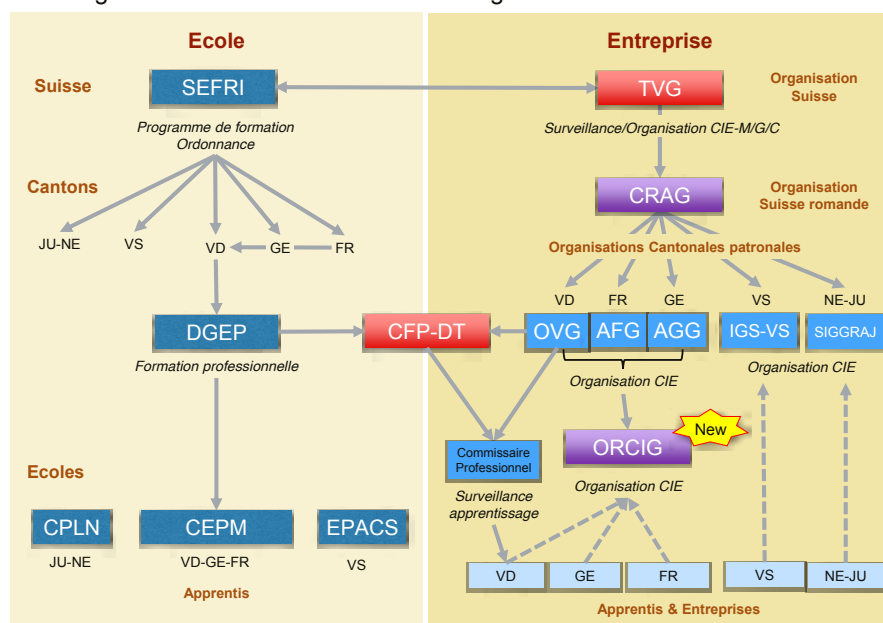 Ecole
Entreprise
Suisse
SEFRI
TVG
Organisation
Suisse
Programme de formation
Ordonnance
Surveillance/Organisation CIE-M/G/C
Cantons
CRAG
Organisation
Suisse romande
JU-NE
VS
VD
GE
FR
Organisations Cantonales patronales
VD
FR
GE
VS
NE-JU
DGEP
CFP-DT
OVG
AFG
AGG
IGS-VS
SIGGRAJ
Formation professionnelle
Organisation CIE
Organisation CIE
New
Commissaire
Professionnel
ORCIG
Ecoles
Surveillance
apprentissage
Organisation CIE
CPLN
CEPM
EPACS
JU-NE
VD-GE-FR
VS
VD
GE
FR
VS
NE-JU
Apprentis
Apprentis & Entreprises